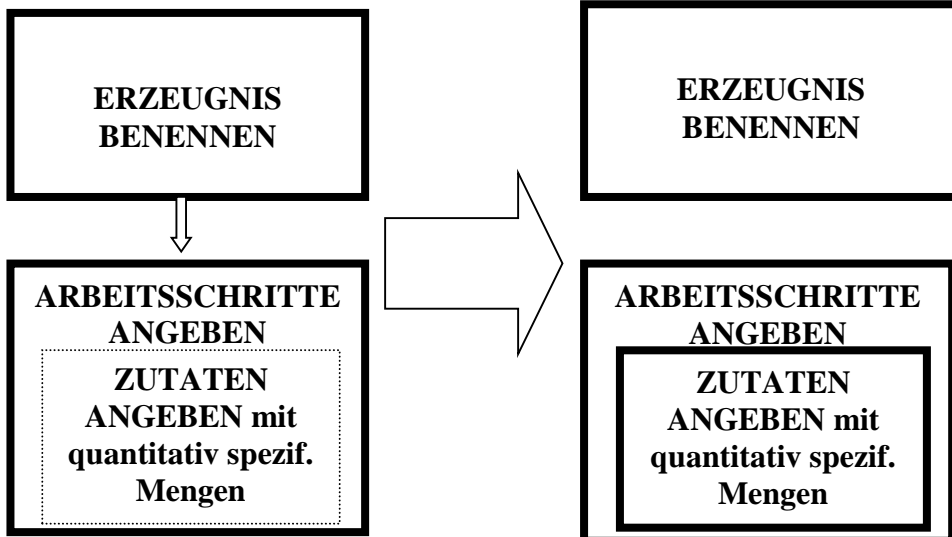 ERZEUGNIS
BENENNEN
ARBEITSSCHRITTE
ANGEBEN
ZUTATEN
ANGEBEN mit
quantitativ spezif.
Mengen
ERZEUGNIS
BENENNEN
ARBEITSSCHRITTE
ANGEBEN
ZUTATEN
ANGEBEN mit
quantitativ spezif.
Mengen